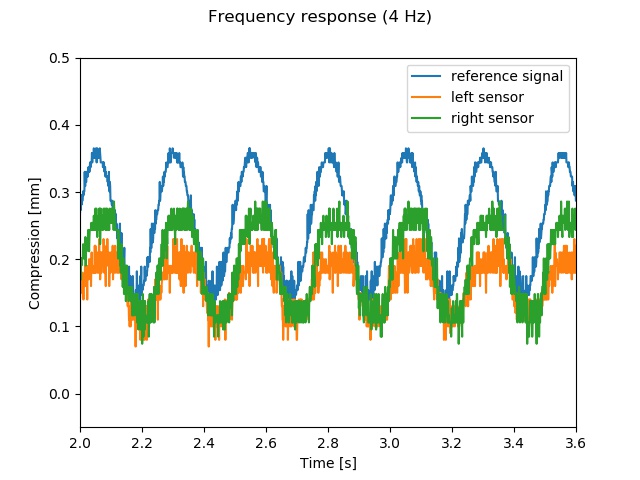 Frequency response (4 Hz)
0.5
0.4
0.3
0.2
0.1
0.0
Compression [mm]
reference signal
left sensor
right sensor
2.0 2.2 2.4 2.6 2.8 3.0 3.2 3.4 3.6
Time [s]